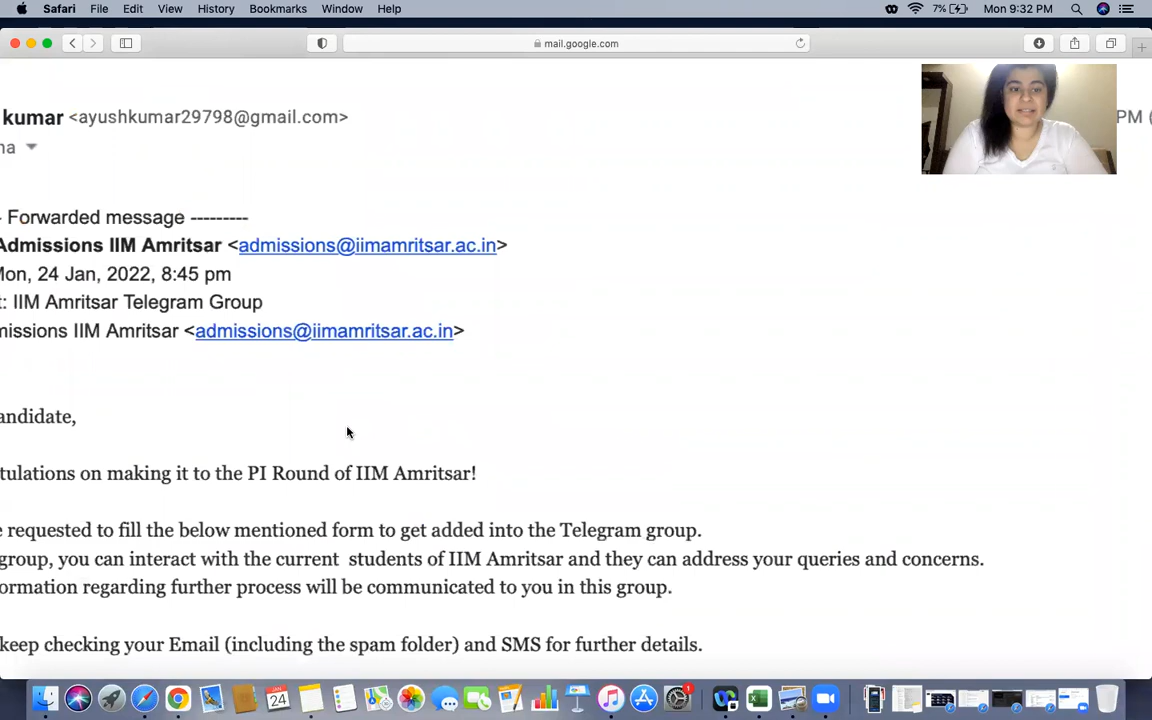 Safari File Edit View History Bookmarks Window Help 7% Mon 9:32 PM
mail.google.com
kumar <ayushkumar29798@gmail.com> PM
Forwarded message ---------
Admissions IIM Amritsar <admissions@iimamritsar.ac.in>
Mon, 24 Jan, 2022, 8:45 pm
t: IIM Amritsar Telegram Group
missions IIM Amritsar <admissions@iimamritsar.ac.in>
andidate,
tulations on making it to the PI Round of IIM Amritsar!
e requested to fill the below mentioned form to get added into the Telegram group.
group, you can interact with the current students of IIM Amritsar and they can address your queries and concerns.
ormation regarding further process will be communicated to you in this group.
keep checking your Email (including the spam folder) and SMS for further details.
JAN
24
1